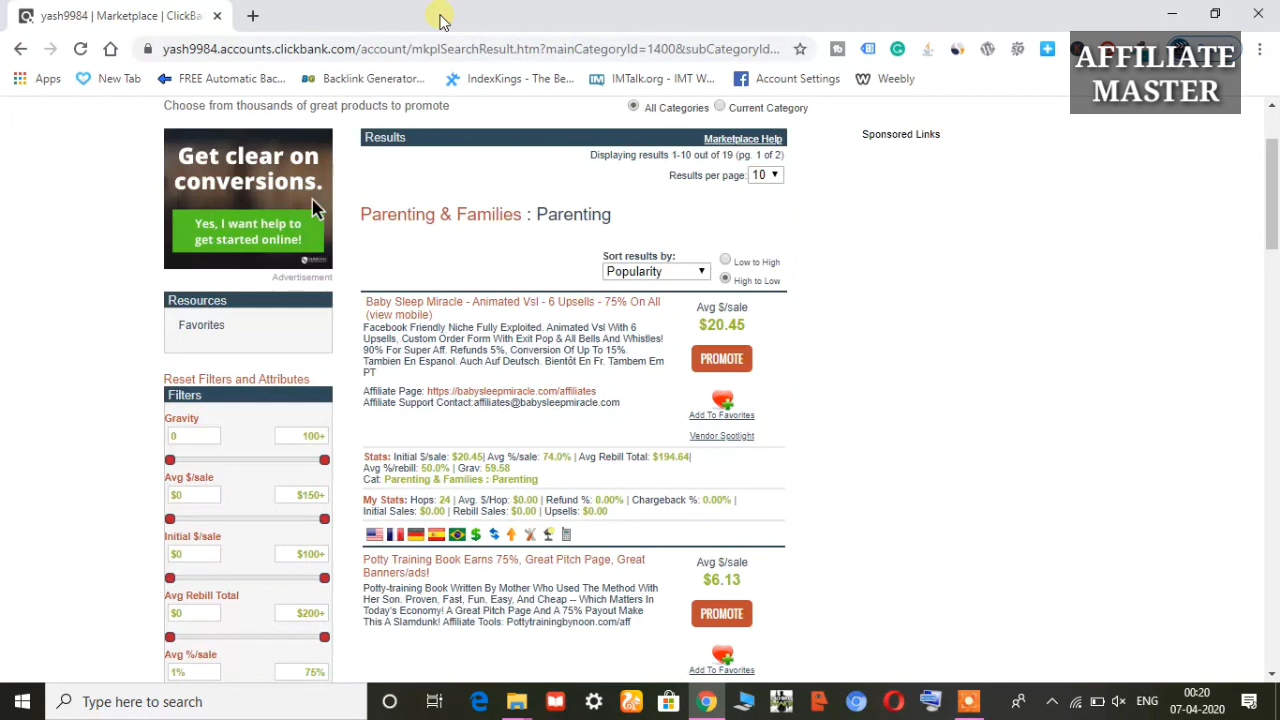 yash9984 | Marketplace | ClickBa
yash9984.accounts.clickbank.com/account/mkplSearchResult.htm?mainCategoryId=1400&subCategoryId...
Apps
New Tab
FREE Automatic Bac...
BG
Backlink Generator...
IndexKings - The Be...
IM
IMTalk.org - IMT W...
Account Settings
Weebly
AFFILIATE
MASTER
Choose from thousands of great products to promote
All Categories
Current Category
Get clear on
conversions.
Yes, I want help to
get started online!
Advertisement
Resources
Favorites
Reset Filters and Attributes
Filters
Gravity
0
100+
Avg $/sale
$0
$150+
Initial $/sale
$0
$100+
Avg Rebill Total
$0
$200+
Avg %/sale
1%
75%
Results
Marketplace Help
Displaying results 1-10 out of 19 (pg. 1 of 2)
Results per page: 10
Parenting & Families : Parenting
Sort results by:
Popularity
Low to High
High to Low
Baby Sleep Miracle - Animated Vsl - 6 Upsells - 75% On All
(view mobile)
Facebook Friendly Niche Fully Exploited. Animated Vsl With 6
Upsells, Custom Order Form With Exit Pop & All Bells And Whistles!
90% For Super Aff. Refunds 5%, Conversion Of Up To 15%.
Tambien En Espanol. Auch Auf Deutsch. Bientôt En Fr. Tambem Em
PT
Affiliate Page: https://babysleepmiracle.com/affiliates
Affiliate Support Contact:affiliates@babysleepmiracle.com
Avg $/sale
$20.45
PROMOTE
Add To Favorites
Vendor Spotlight
Stats: Initial $/sale: $20.45| Avg %/sale: 74.0% | Avg Rebill Total: $194.64|
Avg %/rebill: 50.0% | Grav: 59.58
Cat: Parenting & Families : Parenting
My Stats: Hops: 24 | Avg. $/Hop: $0.00 | Refund %: 0.00% | Chargeback %: 0.00% |
Initial Sales: $0.00 | Rebill Sales: $0.00 | Upsells: $0.00
Potty Training Book Earns 75%, Great Pitch Page, Great
Banners/ads!
Potty-training Book Written By Mother Who Used The Method With
Her Son. Proven, Fast, Fun, Easy, And Cheap -- Which Matters In
Today's Economy! A Great Pitch Page And A 75% Payout Make
This A Slamdunk! Affiliate Tools: Pottytrainingbynoon.com/aff
Avg $/sale
$6.13
PROMOTE
Add To Favorites
Sponsored Links
Type here to search
ENG
00:20
07-04-2020